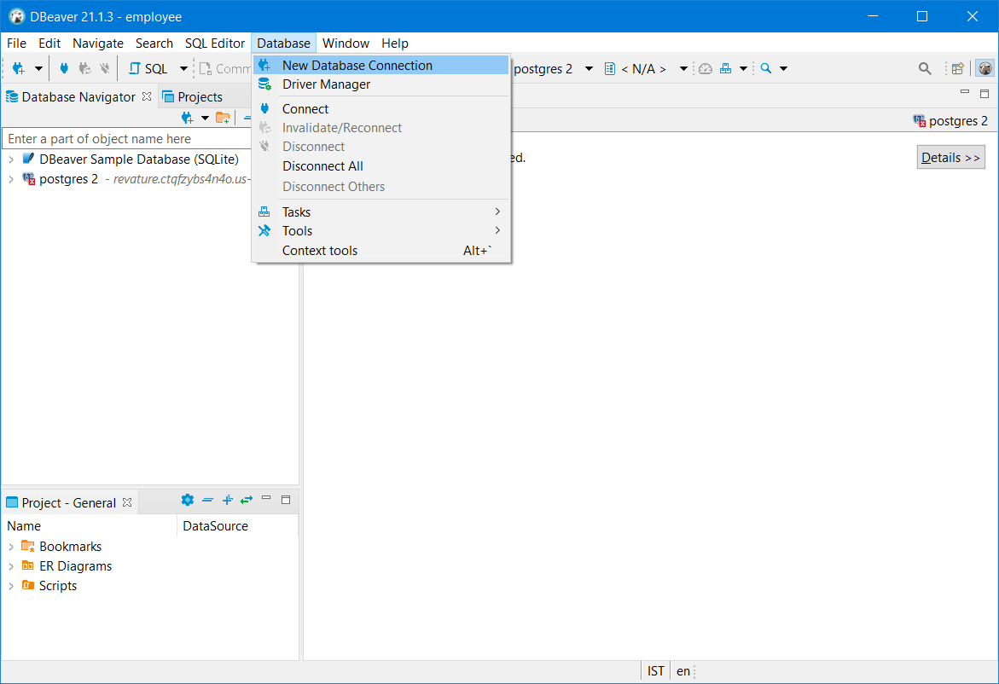 DBeaver 21.1.3 - employee
File Edit Navigate Search SQL Editor Database Window Help
SQL Comm postgres 2 < N/A >
Database Navigator Projects
New Database Connection
Driver Manager
Connect
Invalidate/Reconnect
Disconnect
Disconnect All
Disconnect Others
Tasks
Tools
Context tools Alt+`
postgres 2
Enter a part of object name here
DBeaver Sample Database (SQLite)
postgres 2 - revature.ctqfzybs4n4o.us-
ed.
Details >>
Project - General
Name DataSource
Bookmarks
ER Diagrams
Scripts
IST en